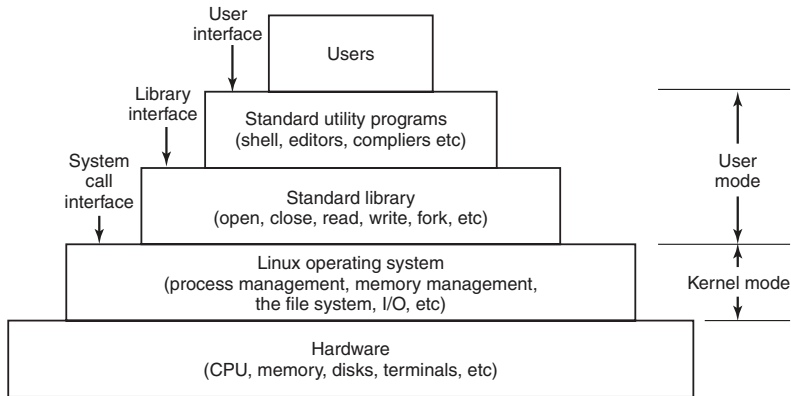 User
interface
Users
Library
interface
Standard utility programs
(shell, editors, compliers etc)
System
call
interface
Standard library
(open, close, read, write, fork, etc)
User
mode
Linux operating system
(process management, memory management,
the file system, I/O, etc)
Kernel mode
Hardware
(CPU, memory, disks, terminals, etc)